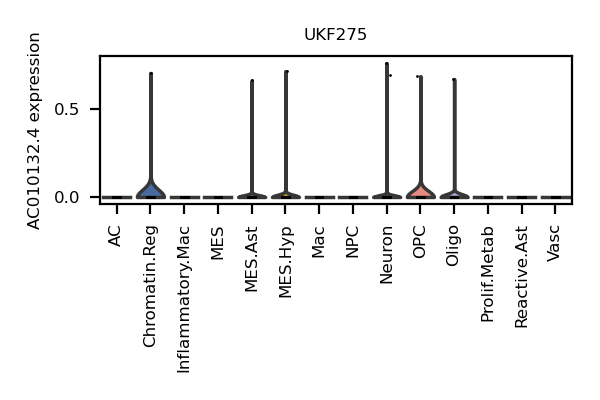 UKF275
AC010132.4 expression
0.5
0.0
AC
Chromatin.Reg
Inflammatory.Mac
MES
MES.Ast
MES.Hyp
Mac
NPC
Neuron
OPC
Oligo
Prolif.Metab
Reactive.Ast
Vasc